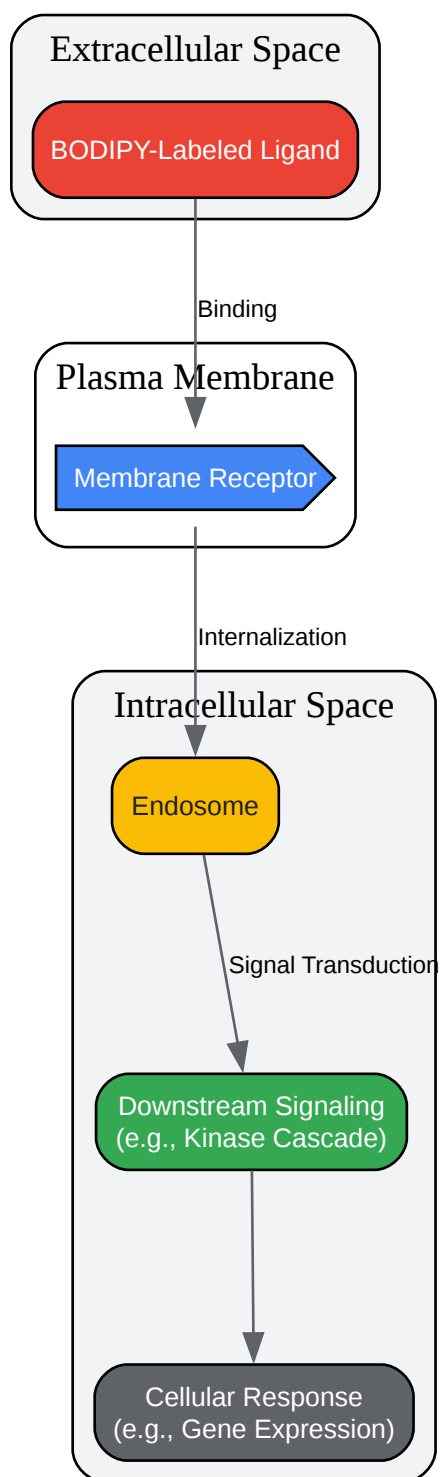 Extracellular Space
BODIPY-Labeled Ligand
Binding
Plasma Membrane
Membrane Receptor
Internalization
Intracellular Space
Endosome
Signal Transduction
Downstream Signaling
(e.g., Kinase Cascade)
Cellular Response
(e.g., Gene Expression)